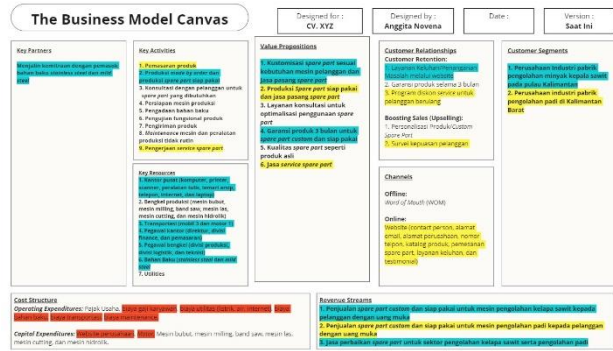 The Business Model Canvas
Designed for :
CV. XYZ
Designed by :
Anggita Novena
Date :
Version :
Saat Ini
Key Partners
Menjalin kemitraan dengan pemasok
bahan baku stainless steel dan mild
steel
Key Activities
1. Pemasaran produk
2. Produksi made by order dan
produksi spare part siap pakai
3. Konsultasi dengan pelanggan untuk
spare part yang dibutuhkan
4. Persiapan mesin produksi
5. Pengadaan bahan baku
6. Pengujian fungsional produk
7. Pengiriman produk
8. Maintenance mesin dan peralatan
produksi tidak rutin
9. Pengerjaan service spare part
Key Resources
1. Kantor pusat (komputer, printer,
scanner, peralatan tulis, lemari arsip,
telepon, internet, dan laptop)
2. Bengkel produksi (mesin bubut,
mesin milling, band saw, mesin las,
mesin cutting, dan mesin hidrolik)
3. Transportasi (mobil 3 dan motor 1)
4. Pegawai kantor (direktur, divisi
finance, dan pemasaran)
5. Pegawai bengkel (divisi produksi,
divisi logistik, dan teknisi)
6. Bahan Baku (stainless steel dan mild
steel)
7. Utilities
Value Propositions
1. Kustomisasi spare part sesuai
kebutuhan mesin pelanggan dan
jasa pasang spare part
2. Produksi Spare part siap pakai
dan jasa pasang spare part
3. Layanan konsultasi untuk
optimalisasi penggunaan spare
part
4. Garansi produk 3 bulan untuk
spare part custom dan siap pakai
5. Kualitas spare part seperti
produk asli
6. Jasa service spare part
Customer Relationships
Customer Retention:
1. Layanan Keluhan/Penanganan
Masalah melalui website
2. Garansi produk selama 3 bulan
3. Program diskon service untuk
pelanggan berulang
Boosting Sales (Upselling):
1. Personalisasi Produk/Custom
Spare Part
2. Survei kepuasan pelanggan
Channels
Offline:
Word of Mouth (WOM)
Online:
Website (contact person, alamat
email, alamat perusahaan, nomor
telpon, katalog produk, pemesanan
spare part, layanan keluhan, dan
testimonial)
Customer Segments
1. Perusahaan industri pabrik
pengolahan minyak kepala sawit
pada pulau Kalimantan
2. Perusahaan industri pabrik
pengolahan padi di Kalimantan
Barat
Cost Structure
Operating Expenditures: Pajak Usaha, biaya gaji karyawan, biaya utilitas (listrik, air, internet), biaya
bahan baku, biaya transportasi, biaya maintenance.
Capital Expenditures: Website perusahaan, Mobil, Mesin bubut, mesin milling, band saw, mesin las,
mesin cutting, dan mesin hidrolik.
Revenue Streams
1. Penjualan spare part custom dan siap pakai untuk mesin pengolahan kelapa sawit kepada
pelanggan dengan uang muka
2. Penjualan spare part custom dan siap pakai untuk mesin pengolahan padi kepada pelanggan
dengan uang muka
3. Jasa perbaikan spare part untuk sektor pengolahan kelapa sawit serta pengolahan padi